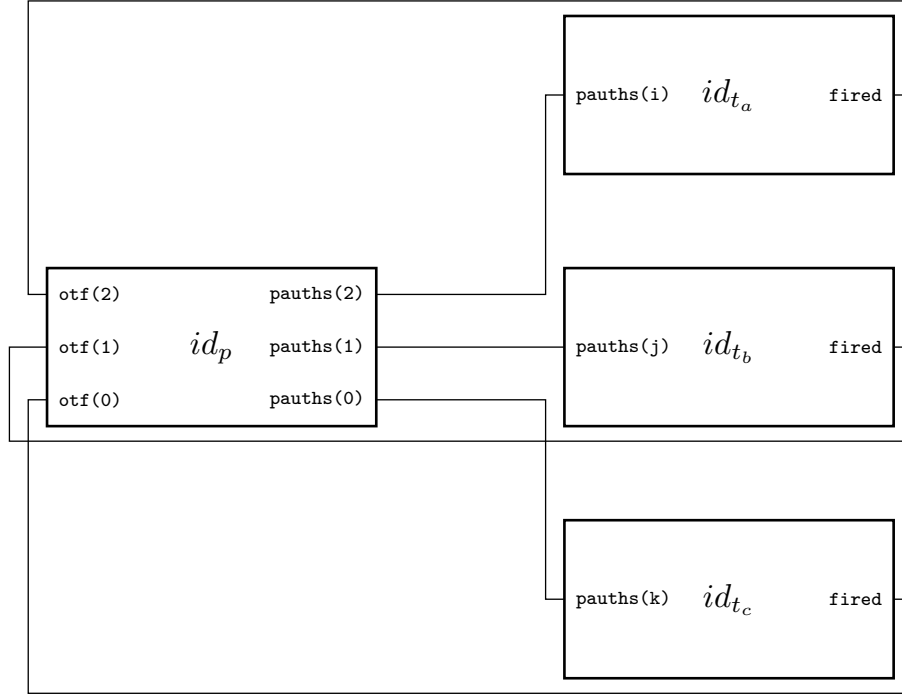 pauths(i) id_{t_a} fired
otf(2) pauths(2)
otf(1) id_p pauths(1)
otf(0) pauths(0)
pauths(j) id_{t_b} fired
pauths(k) id_{t_c} fired